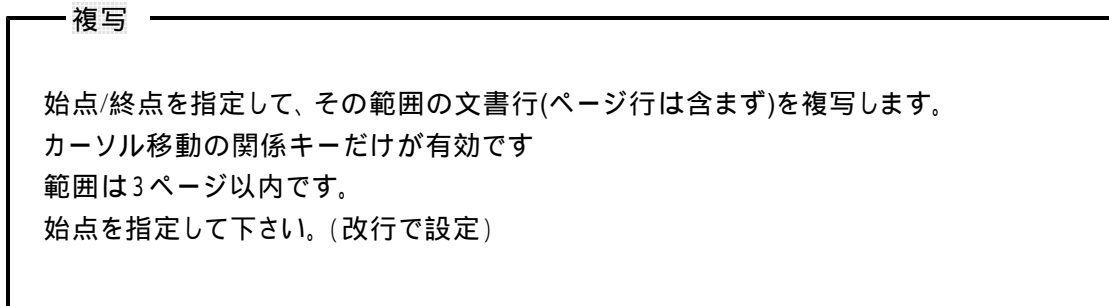 複写
始点/終点を指定して、その範囲の文書行(ページ行は含まず)を複写します。
カーソル移動の関係キーだけが有効です
範囲は3ページ以内です。
始点を指定して下さい。(改行で設定)